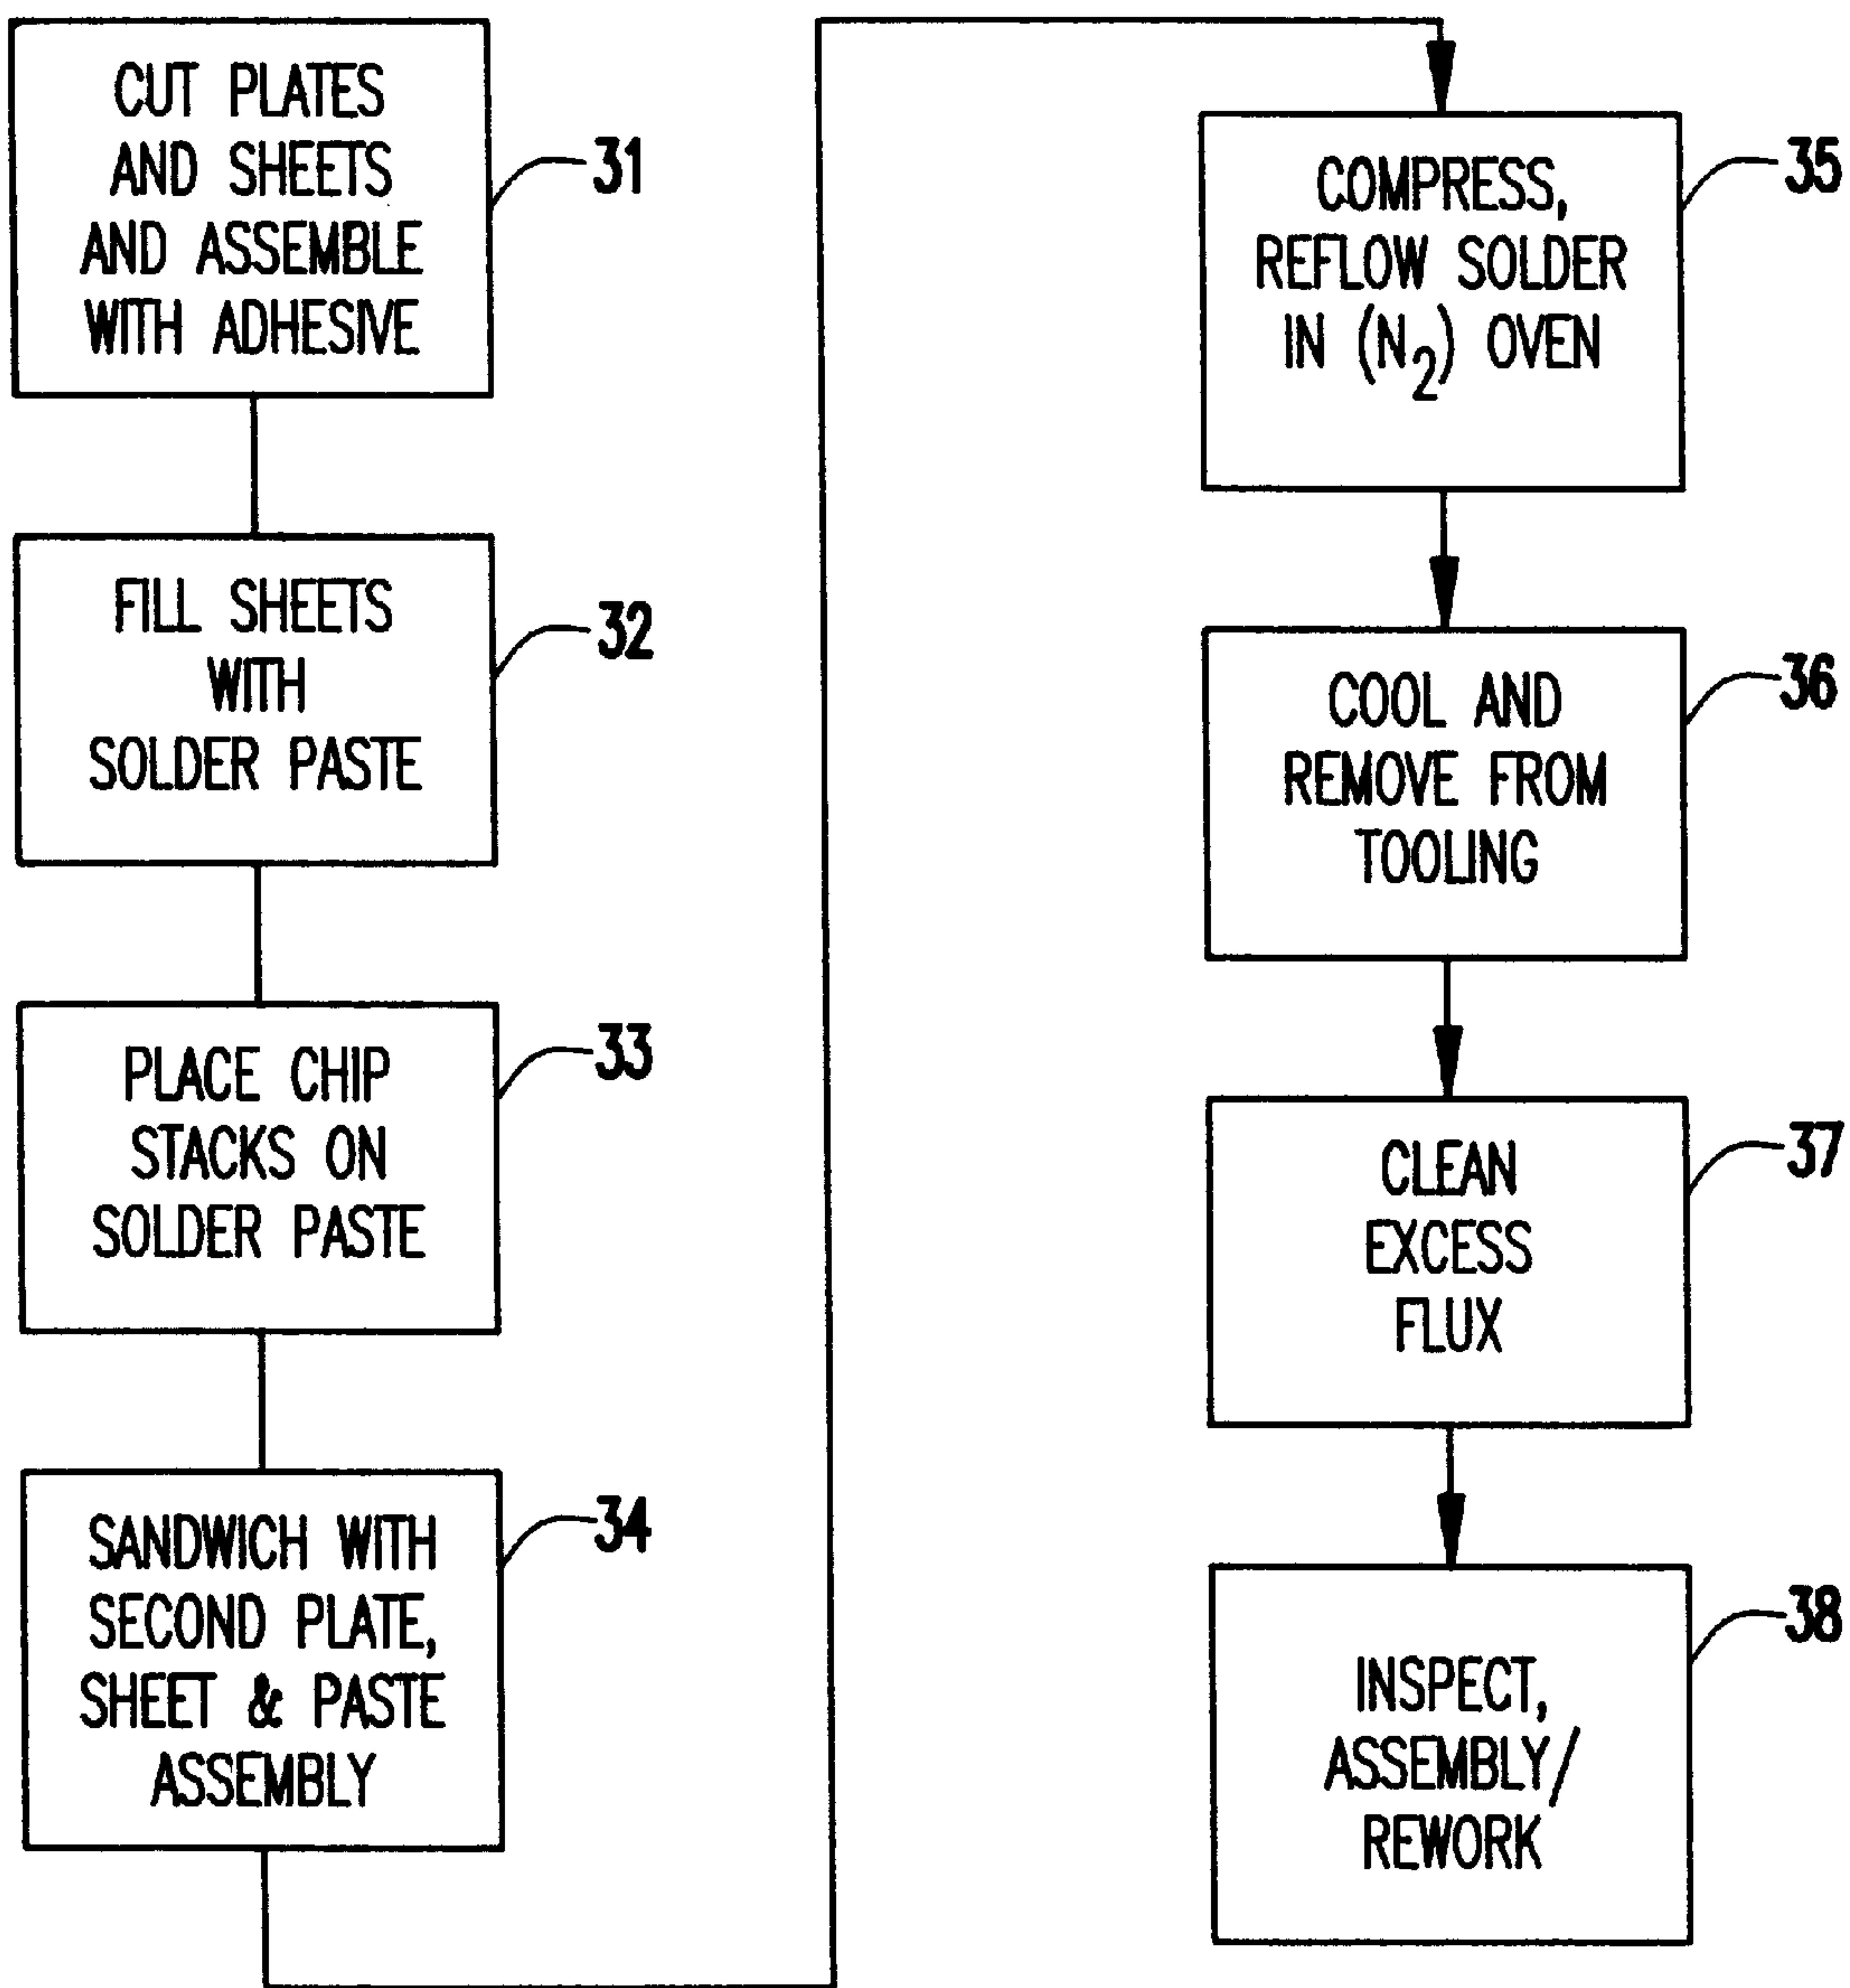 CUT PLATES
AND SHEETS
AND ASSEMBLE
WITH ADHESIVE
31
FILL SHEETS
WITH
SOLDER PASTE
32
PLACE CHIP
STACKS ON
SOLDER PASTE
33
SANDWICH WITH
SECOND PLATE,
SHEET & PASTE
ASSEMBLY
34
COMPRESS,
REFLOW SOLDER
IN (N₂) OVEN
35
COOL AND
REMOVE FROM
TOOLING
36
CLEAN
EXCESS
FLUX
37
INSPECT,
ASSEMBLY/
REWORK
38